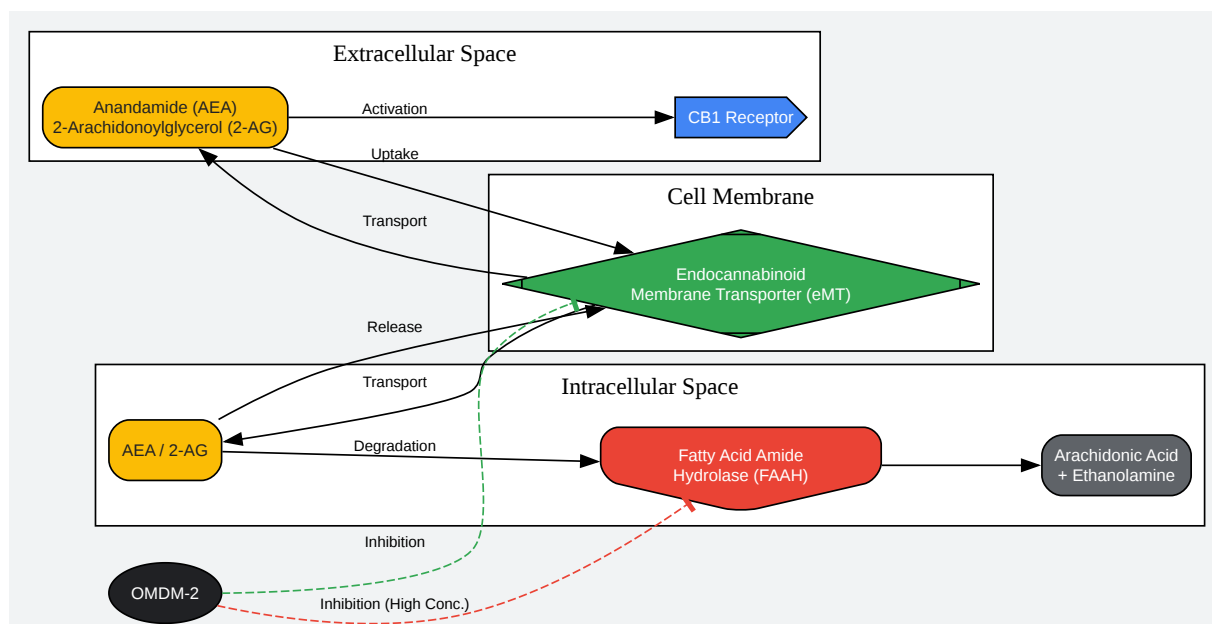 Extracellular Space
Anandamide (AEA)
2-Arachidonoylglycerol (2-AG)
Activation
CB1 Receptor
Uptake
Cell Membrane
Transport
Endocannabinoid
Membrane Transporter (eMT)
Release
Transport
Intracellular Space
AEA / 2-AG
Degradation
Fatty Acid Amide
Hydrolase (FAAH)
Arachidonic Acid
+ Ethanolamine
Inhibition
OMDM-2
Inhibition (High Conc.)